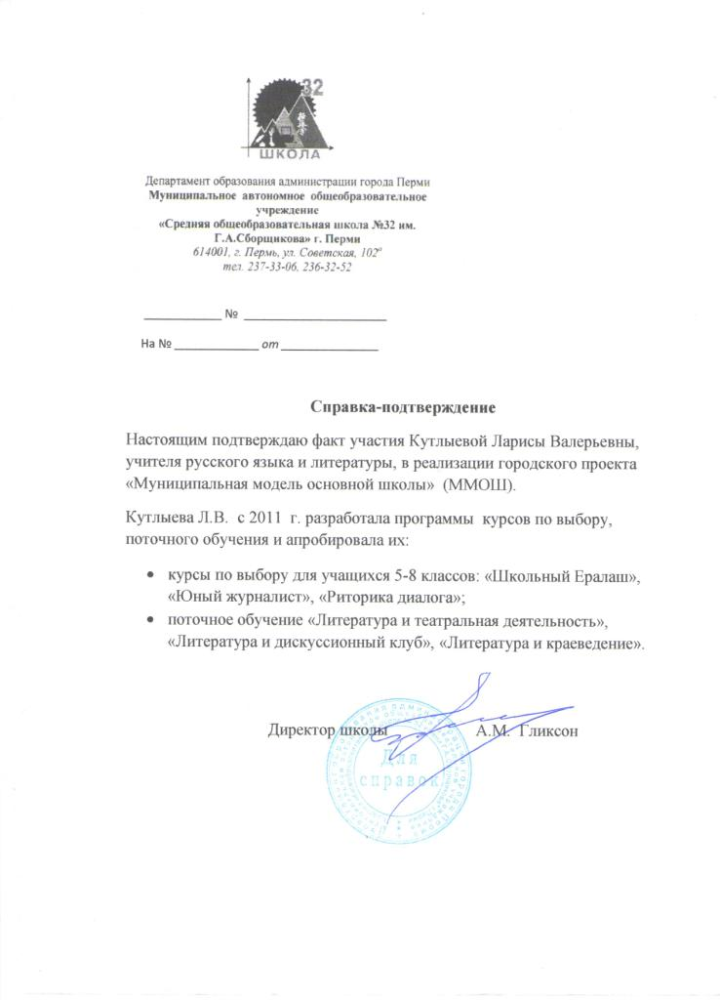 32
ШКОЛА
Департамент образования администрации города Перми
Муниципальное автономное общеобразовательное
учреждение
«Средняя общеобразовательная школа №32 им.
Г.А.Сборщикова» г. Перми
614001, г. Пермь, ул. Советская, 102а
тел. 237-33-06, 236-32-52
____________ № ______________________
На № _____________ от _______________
Справка-подтверждение
Настоящим подтверждаю факт участия Кутлыевой Ларисы Валерьевны,
учителя русского языка и литературы, в реализации городского проекта
«Муниципальная модель основной школы» (ММОШ).
Кутлыева Л.В. с 2011 г. разработала программы курсов по выбору,
поточного обучения и апробировала их:
• курсы по выбору для учащихся 5-8 классов: «Школьный Ералаш»,
«Юный журналист», «Риторика диалога»;
• поточное обучение «Литература и театральная деятельность»,
«Литература и дискуссионный клуб», «Литература и краеведение».
Директор школы А.М. Гликсон
Для
справок